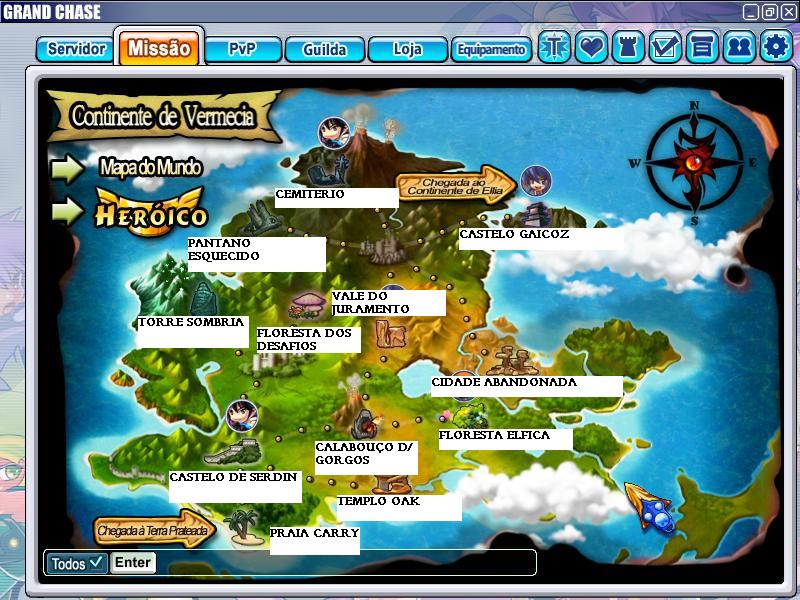 GRAND CHASE
Servidor
Missão
PvP
Guilda
Loja
Equipamento
Continente de Vermecia
Mapa do Mundo
HERÓICO
N
W
E
S
CEMITERIO
Chegada ao
Continente de Ellia
CASTELO GAICOZ
PANTANO
ESQUECIDO
VALE DO
JURAMENTO
TORRE SOMBRIA
FLORESTA DOS
DESAFIOS
CIDADE ABANDONADA
FLORESTA ELFICA
CALABOUÇO D/
GORGOS
CASTELO DE SERDIN
TEMPLO OAK
Chegada à Terra Prateada
PRAIA CARRY
Todos
Enter